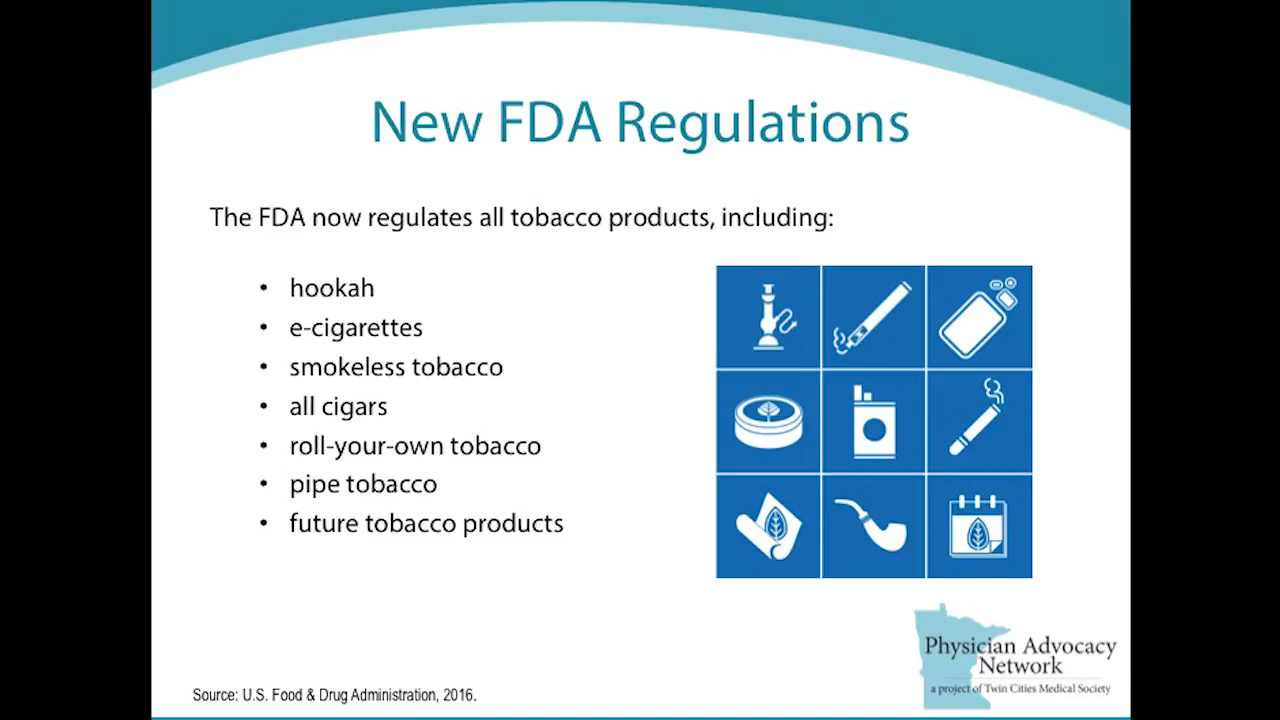 New FDA Regulations
The FDA now regulates all tobacco products, including:
• hookah
• e-cigarettes
• smokeless tobacco
• all cigars
• roll-your-own tobacco
• pipe tobacco
• future tobacco products
Physician Advocacy
Network
a project of Twin Cities Medical Society
Source: U.S. Food & Drug Administration, 2016.